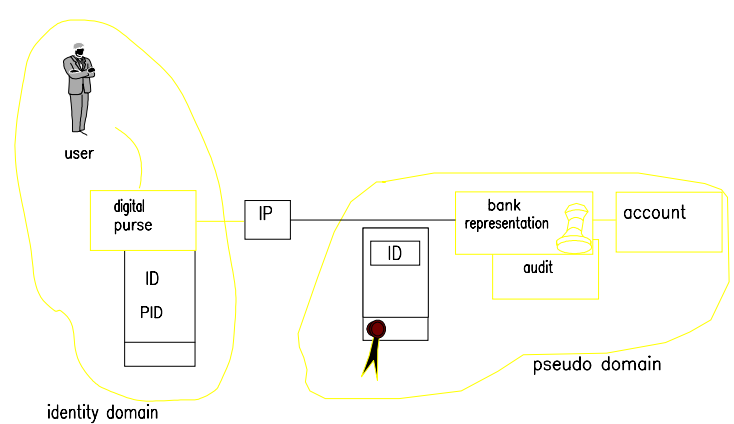 user
digital
purse
IP
ID
PID
identity domain
bank
representation
account
ID
audit
pseudo domain